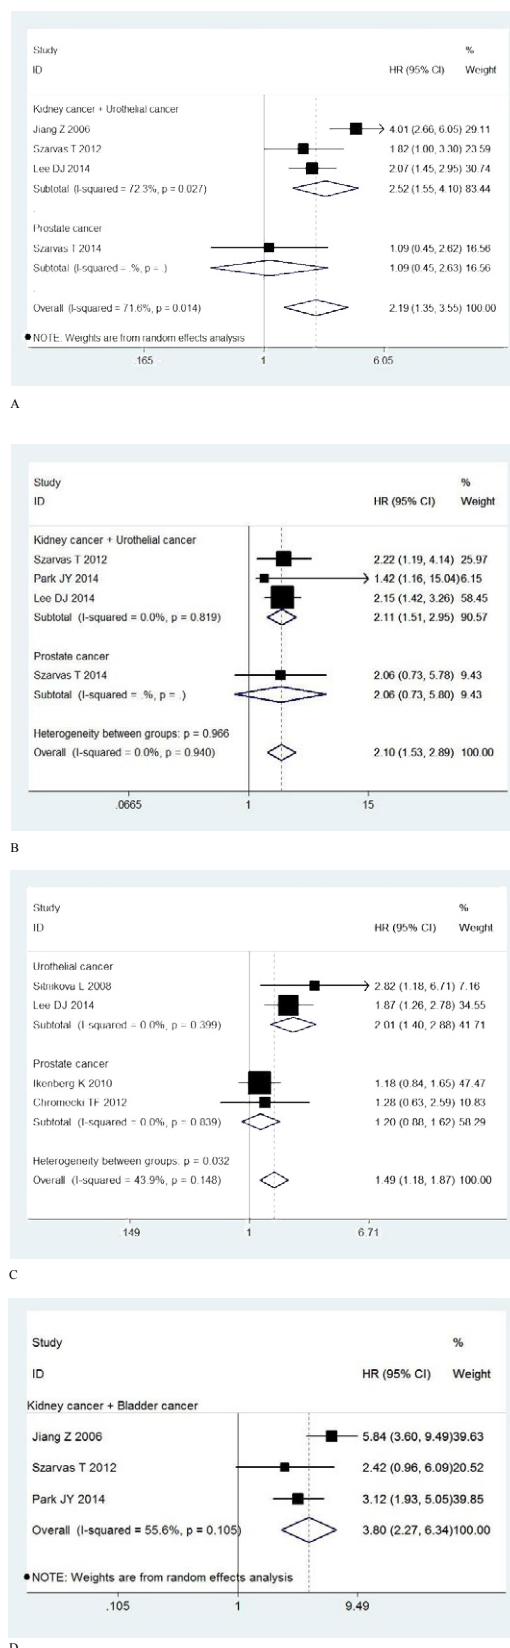 Study %
ID HR (95% CI) Weight
Kidney cancer + Urothelial cancer
Jiang Z 2006 4.01 (2.66, 6.05) 29.11
Szarvas T 2012 1.82 (1.00, 3.30) 23.59
Lee DJ 2014 2.07 (1.45, 2.95) 30.74
Subtotal (I-squared = 72.3%, p = 0.027) 2.52 (1.55, 4.10) 83.44
.
Prostate cancer
Szarvas T 2014 1.09 (0.45, 2.62) 16.56
Subtotal (I-squared = .%, p = .) 1.09 (0.45, 2.63) 16.56
.
Overall (I-squared = 71.6%, p = 0.014) 2.19 (1.35, 3.55) 100.00
NOTE: Weights are from random effects analysis
.165 1 6.05
A
Study %
ID HR (95% CI) Weight
Kidney cancer + Urothelial cancer
Szarvas T 2012 2.22 (1.19, 4.14) 25.97
Park JY 2014 1.42 (1.16, 15.04) 6.15
Lee DJ 2014 2.15 (1.42, 3.26) 58.45
Subtotal (I-squared = 0.0%, p = 0.819) 2.11 (1.51, 2.95) 90.57
.
Prostate cancer
Szarvas T 2014 2.06 (0.73, 5.78) 9.43
Subtotal (I-squared = .%, p = .) 2.06 (0.73, 5.80) 9.43
.
Heterogeneity between groups: p = 0.966
Overall (I-squared = 0.0%, p = 0.940) 2.10 (1.53, 2.89) 100.00
.0665 1 15
B
Study %
ID HR (95% CI) Weight
Urothelial cancer
Sitnikova L 2008 2.82 (1.18, 6.71) 7.16
Lee DJ 2014 1.87 (1.26, 2.78) 34.55
Subtotal (I-squared = 0.0%, p = 0.399) 2.01 (1.40, 2.88) 41.71
.
Prostate cancer
Ikenberg K 2010 1.18 (0.84, 1.65) 47.47
Chromecki TF 2012 1.28 (0.63, 2.59) 10.83
Subtotal (I-squared = 0.0%, p = 0.839) 1.20 (0.88, 1.62) 58.29
.
Heterogeneity between groups: p = 0.032
Overall (I-squared = 43.9%, p = 0.148) 1.49 (1.18, 1.87) 100.00
.149 1 6.71
C
Study %
ID HR (95% CI) Weight
Kidney cancer + Bladder cancer
Jiang Z 2006 5.84 (3.60, 9.49) 39.63
Szarvas T 2012 2.42 (0.96, 6.09) 20.52
Park JY 2014 3.12 (1.93, 5.05) 39.85
Overall (I-squared = 55.6%, p = 0.105) 3.80 (2.27, 6.34) 100.00
NOTE: Weights are from random effects analysis
.105 1 9.49
D